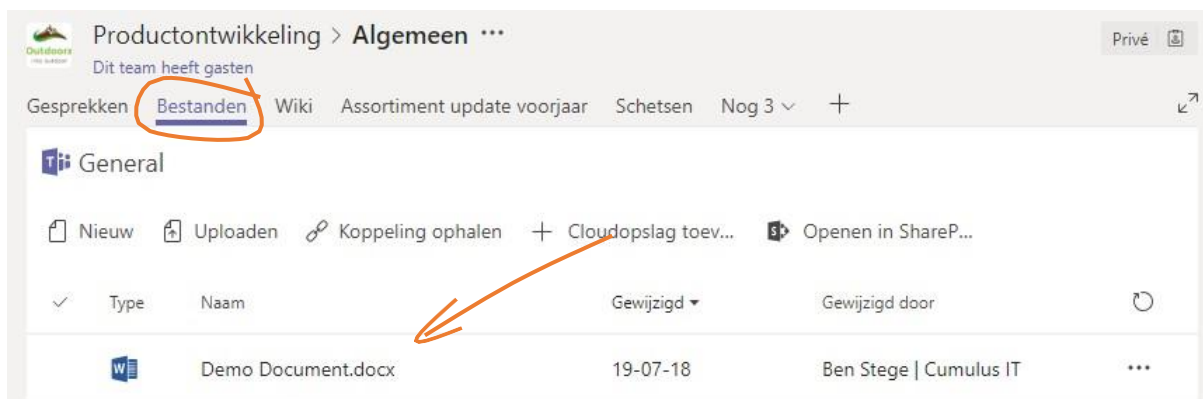 Outdoors
Productontwikkeling > Algemeen ···
Privé
Dit team heeft gasten
Gesprekken Bestanden Wiki Assortiment update voorjaar Schetsen Nog 3 +
General
Nieuw Uploaden Koppeling ophalen + Cloudopslag toev... Openen in ShareP...
Type Naam Gewijzigd Gewijzigd door
Demo Document.docx 19-07-18 Ben Stege | Cumulus IT ···